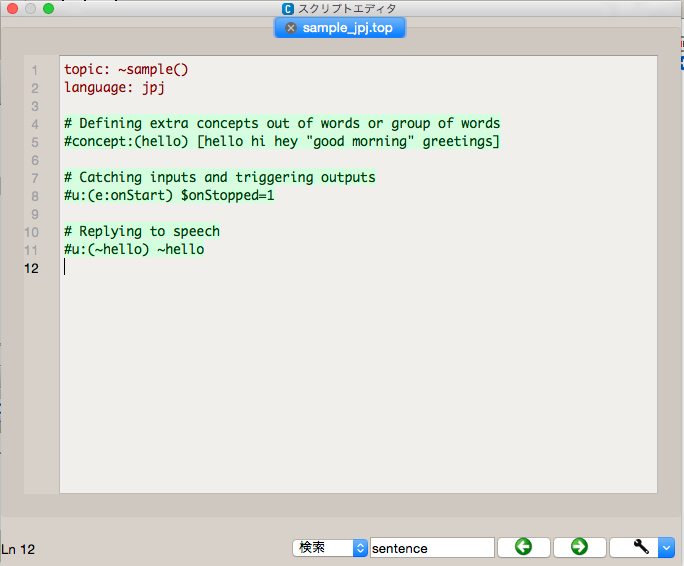 スクリプトエディタ
sample_jpj.top
1 topic: ~sample()
2 language: jpj
3
4 # Defining extra concepts out of words or group of words
5 #concept:(hello) [hello hi hey "good morning" greetings]
6
7 # Catching inputs and triggering outputs
8 #u:(e:onStart) $onStopped=1
9
10 # Replying to speech
11 #u:(~hello) ~hello
12
Ln 12 検索 sentence